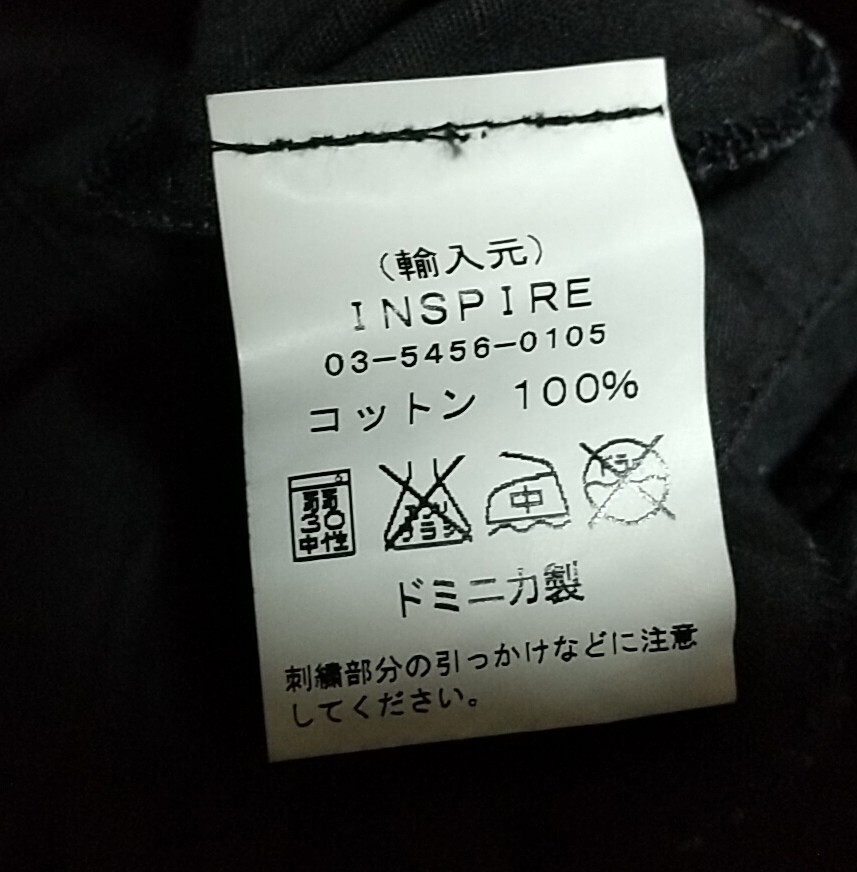 （輸入元）
INSPIRE
03-5456-0105
コットン 100%
弱 弱
30
中性
エンソ
サラシ
中
ドライ
ドミニカ製
刺繍部分の引っかけなどに注意
してください。